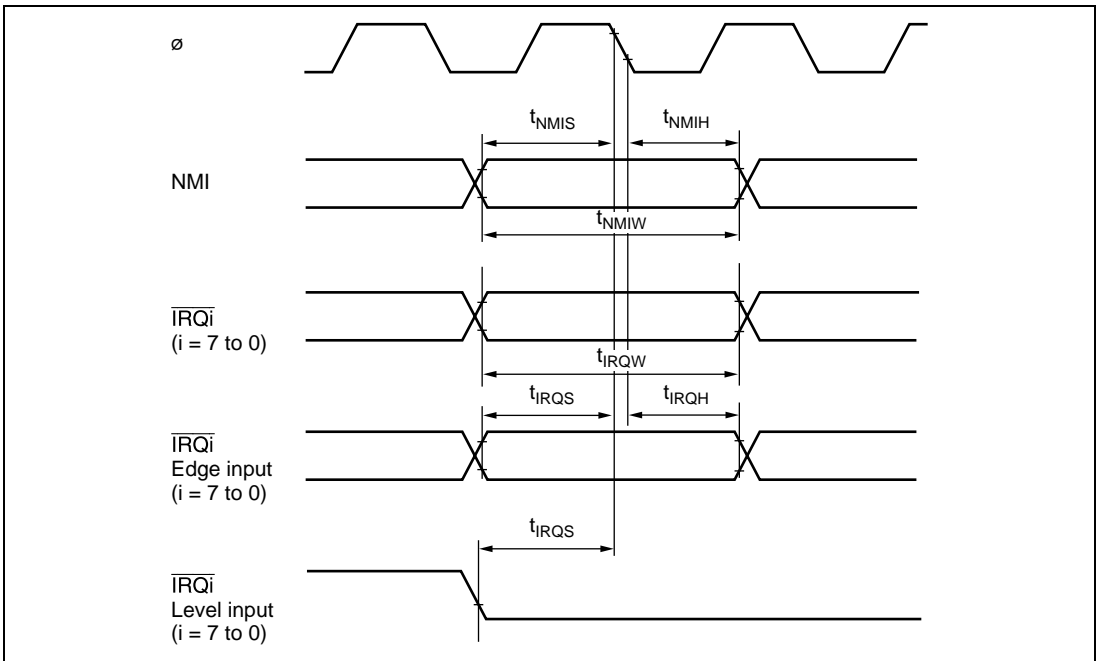 ø
tNMIS tNMIH
NMI
tNMIW
IRQi
(i = 7 to 0)
tIRQW
tIRQS tIRQH
IRQi
Edge input
(i = 7 to 0)
tIRQS
IRQi
Level input
(i = 7 to 0)